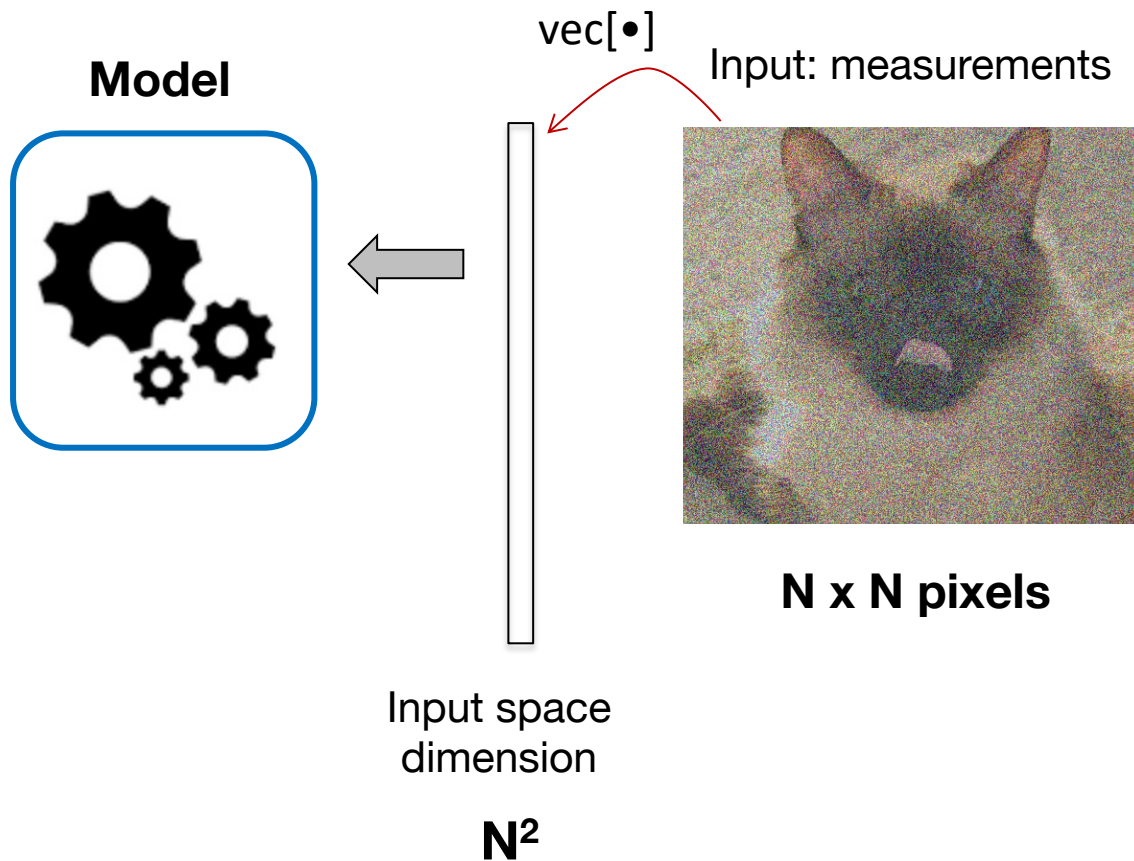 vec[•]
Model
Input: measurements
N x N pixels
Input space
dimension
N²